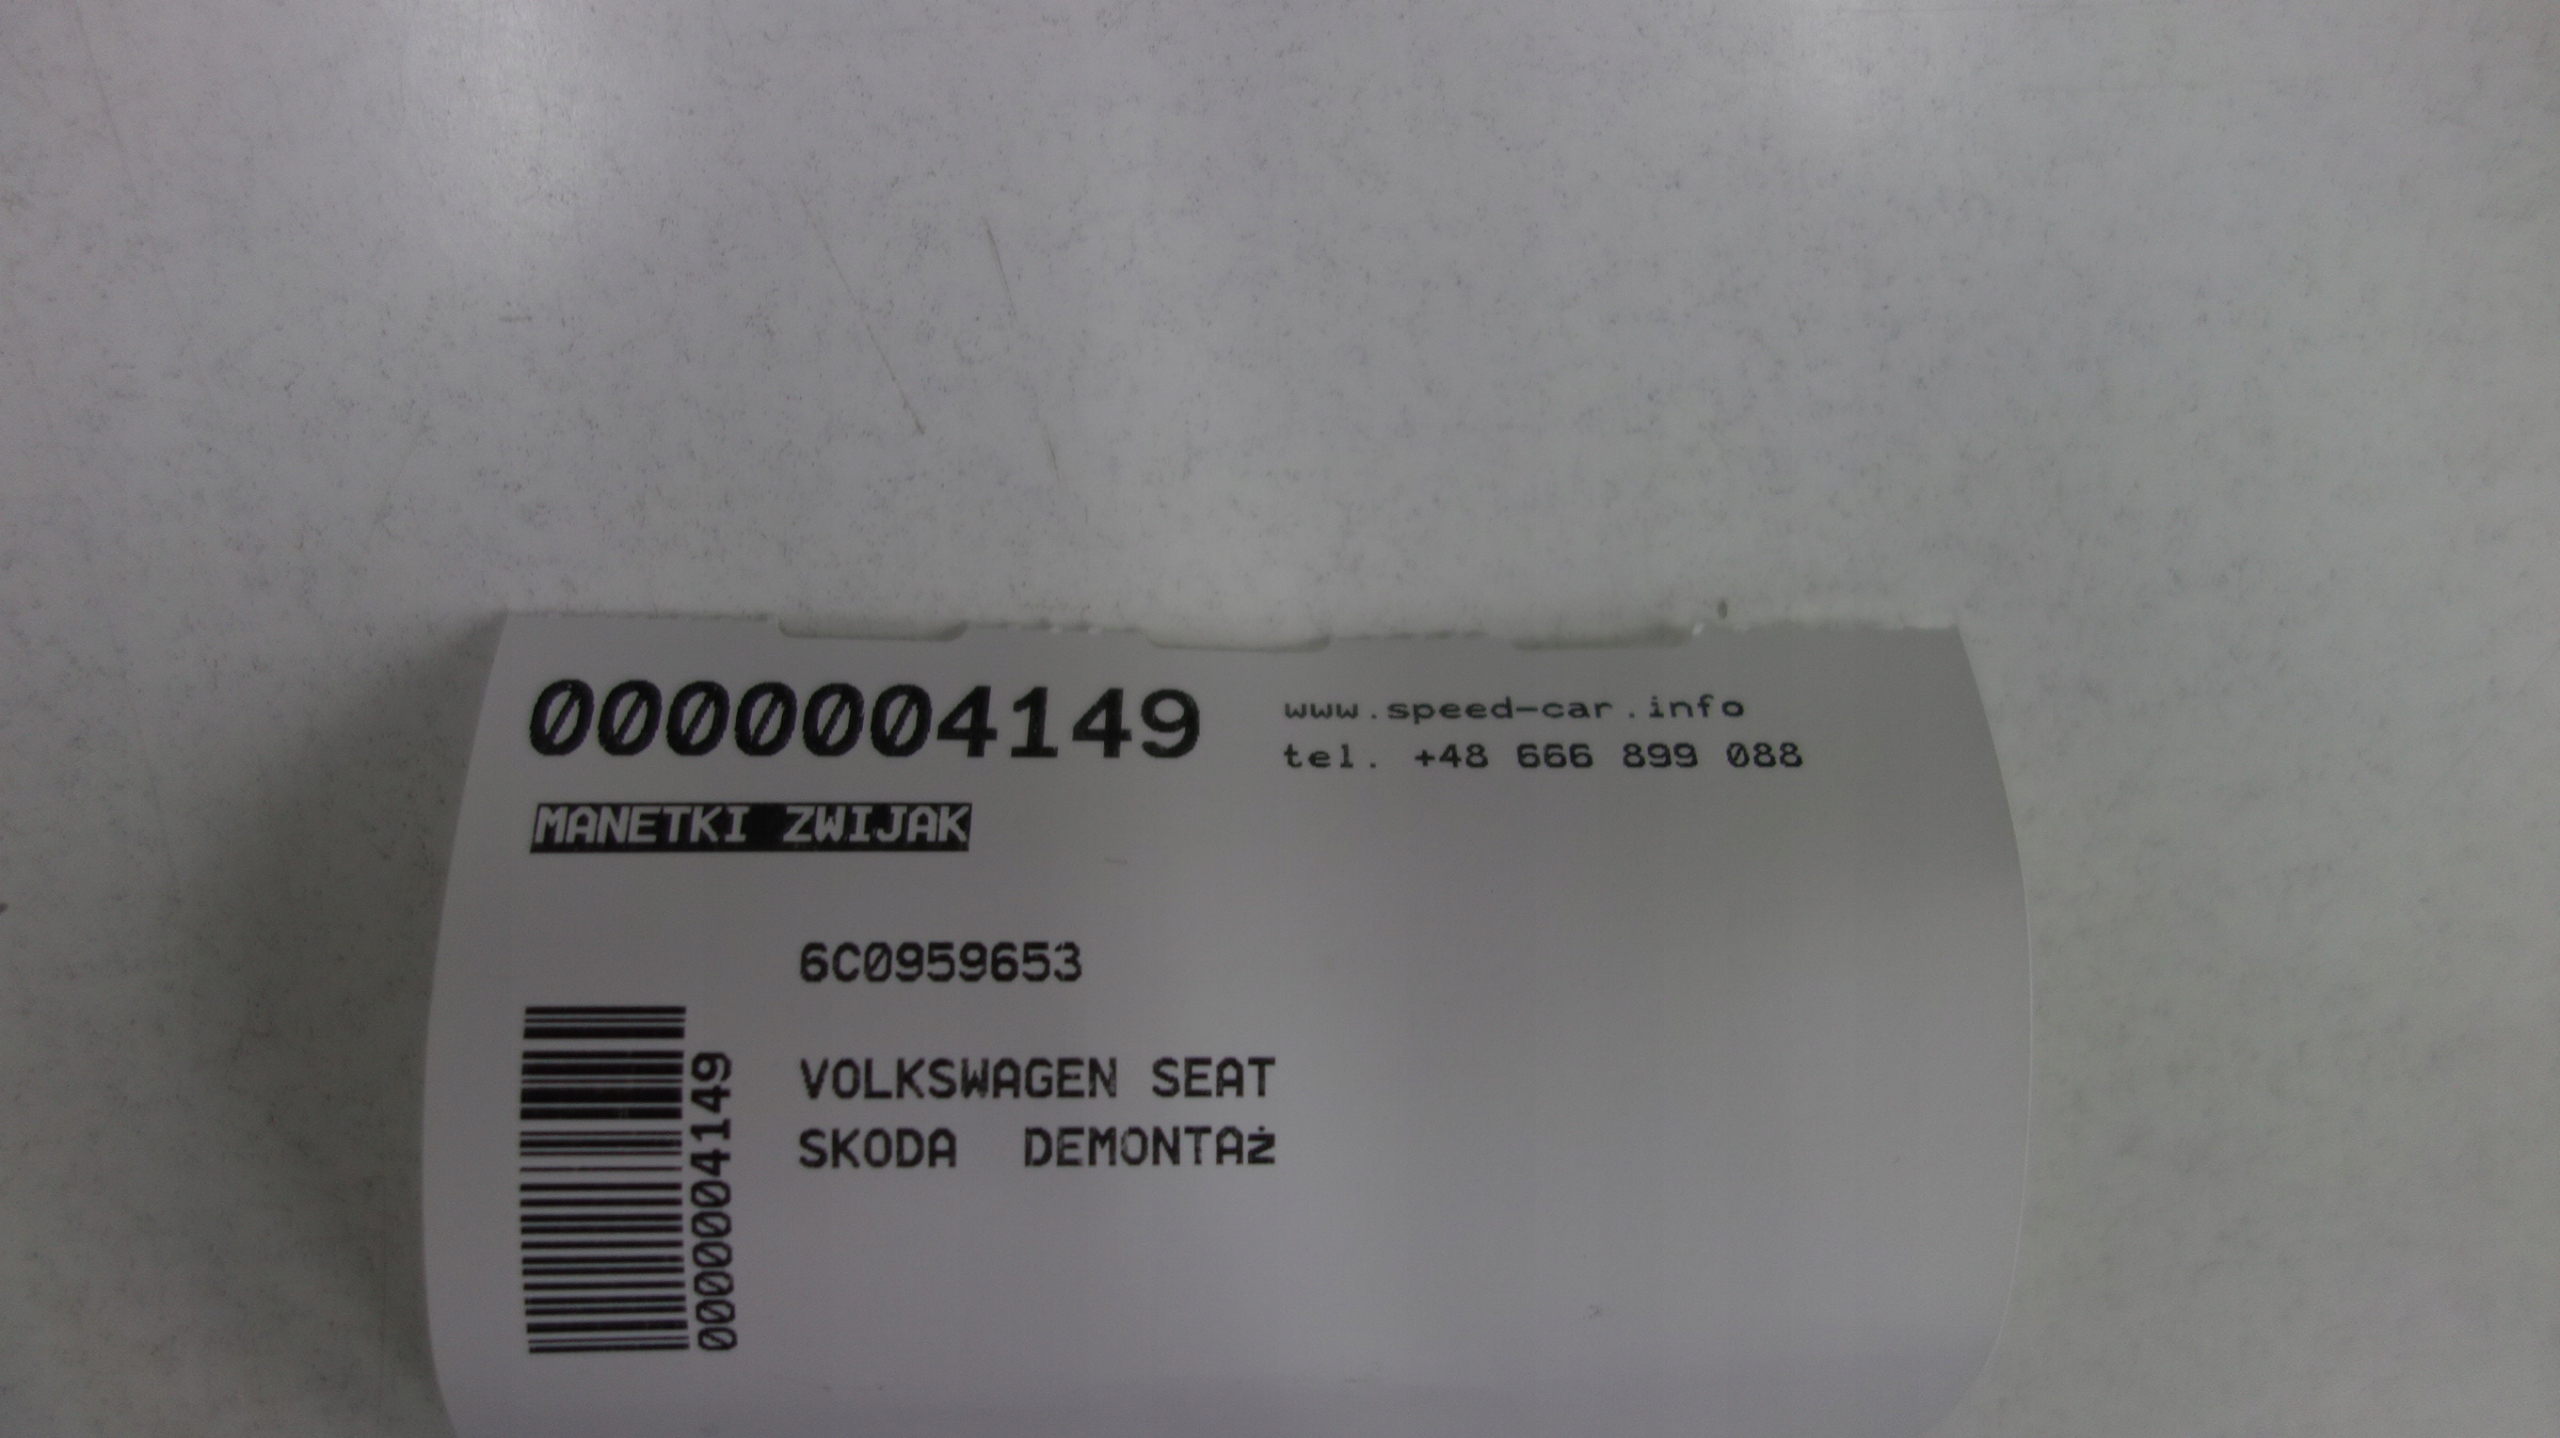 0000004149
www.speed-car.info
tel. +48 666 899 088
MANETKI ZWIJAK
6C0959653
VOLKSWAGEN SEAT
SKODA  DEMONTAż
0000004149